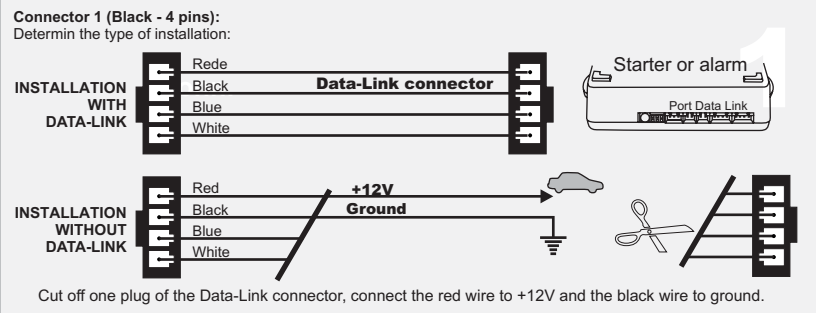 Connector 1 (Black - 4 pins):
Determin the type of installation:
1
INSTALLATION
WITH
DATA-LINK
Rede
Black
Blue
White
Data-Link connector
Starter or alarm
Port Data Link
INSTALLATION
WITHOUT
DATA-LINK
Red
Black
Blue
White
+12V
Ground
Cut off one plug of the Data-Link connector, connect the red wire to +12V and the black wire to ground.